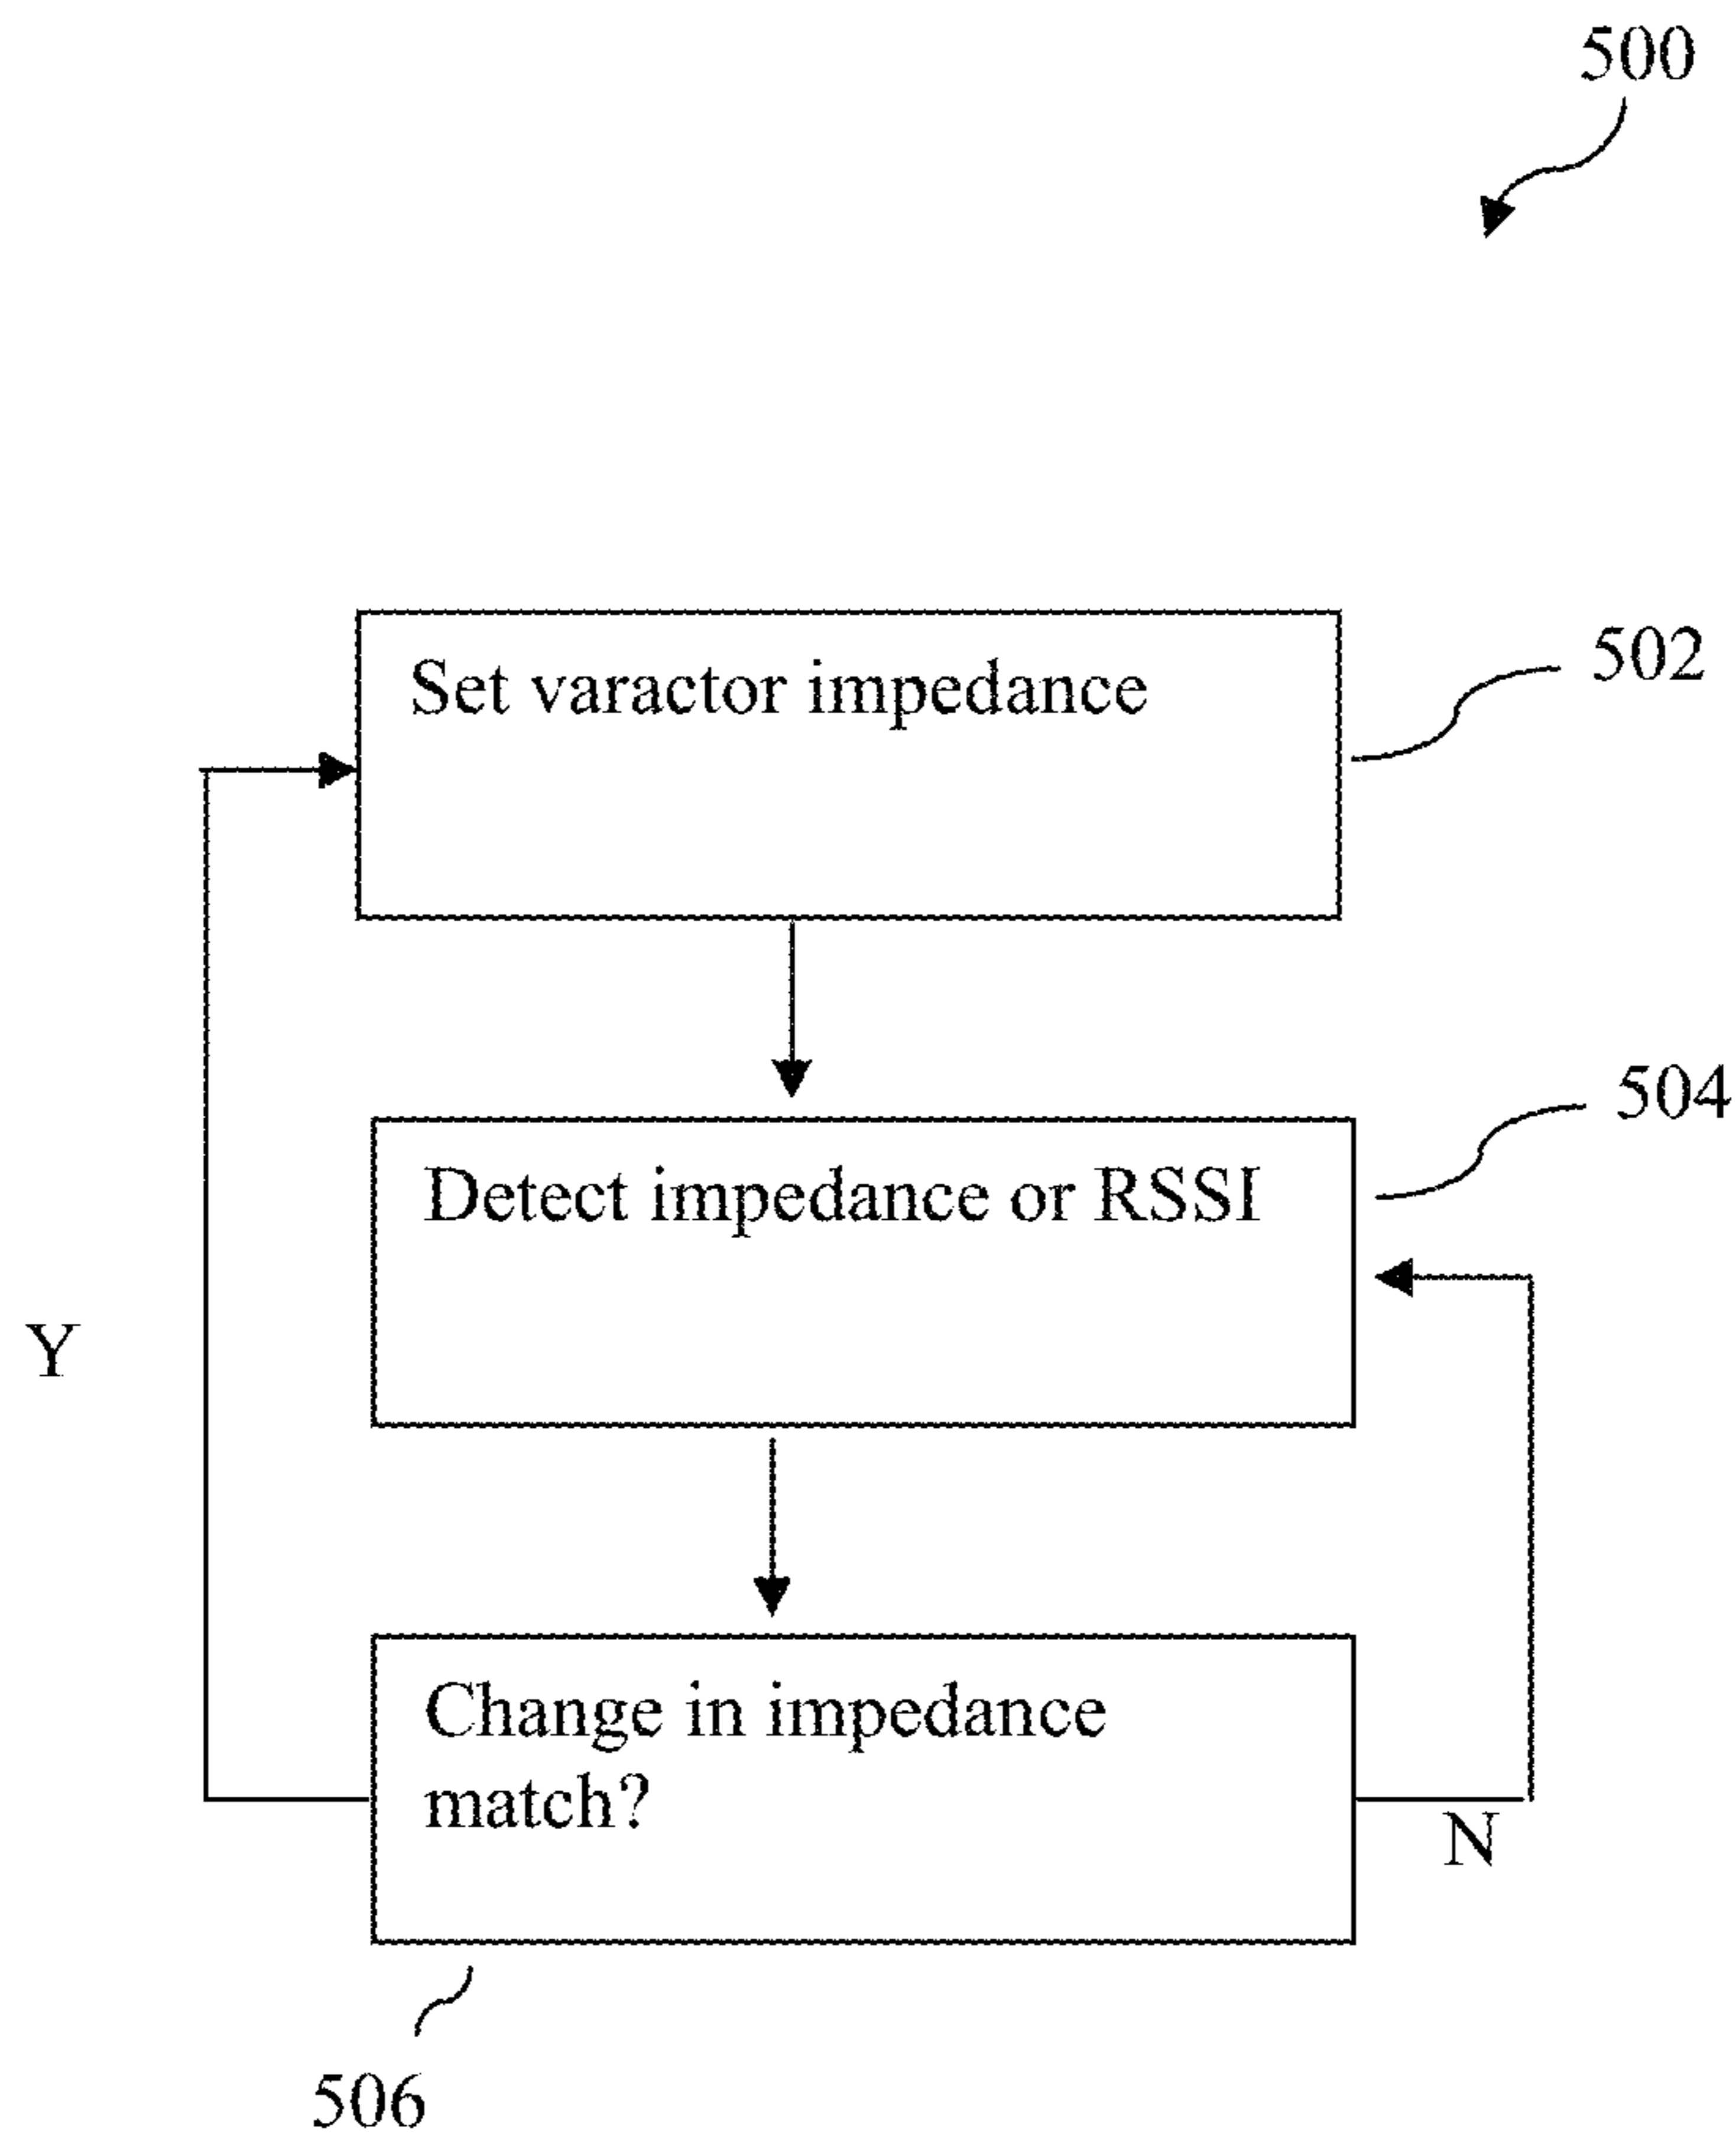 500
Set varactor impedance
502
Detect impedance or RSSI
504
Y
Change in impedance
match?
N
506